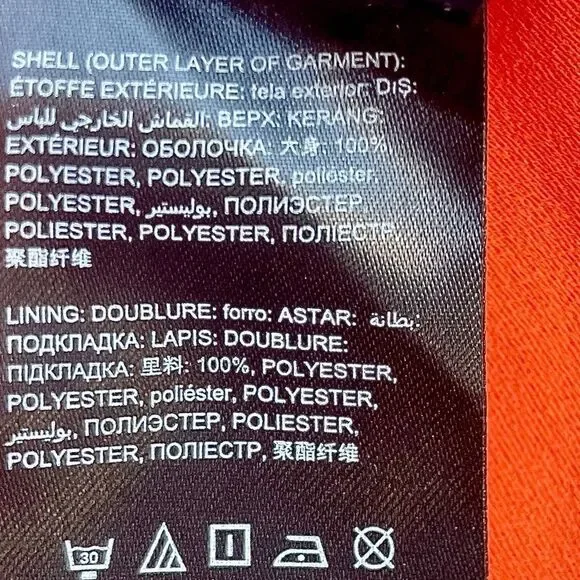 SHELL (OUTER LAYER OF GARMENT):
ÉTOFFE EXTÉRIEURE: tela exterior: DIŞ:
القماش الخارجي للباس: ВЕРХ: KERANG:
EXTÉRIEUR: ОБОЛОЧКА: 大身: 100%
POLYESTER, POLYESTER, poliéster,
POLYESTER, بوليستير, ПОЛИЭСТЕР,
POLIESTER, POLYESTER, ПОЛІЕСТР,
聚酯纤维
LINING: DOUBLURE: forro: ASTAR: بطانة:
ПОДКЛАДКА: LAPIS: DOUBLURE:
ПІДКЛАДКА: 里料: 100%, POLYESTER,
POLYESTER, poliéster, POLYESTER,
بوليستير, ПОЛИЭСТЕР, POLIESTER,
POLYESTER, ПОЛІЕСТР, 聚酯纤维
30